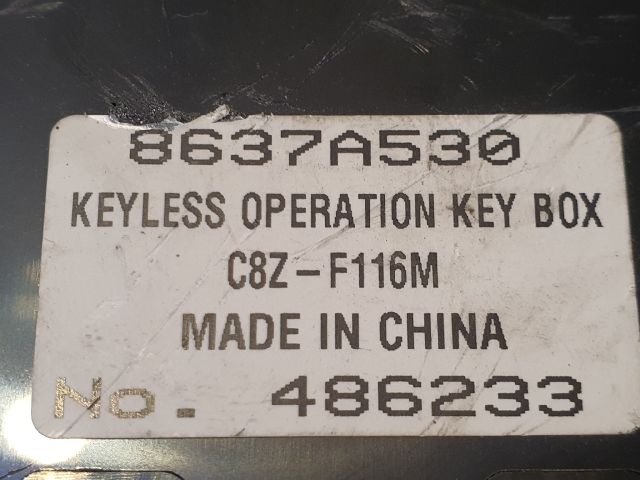 8637A530
KEYLESS OPERATION KEY BOX
C8Z-F116M
MADE IN CHINA
No. 486233